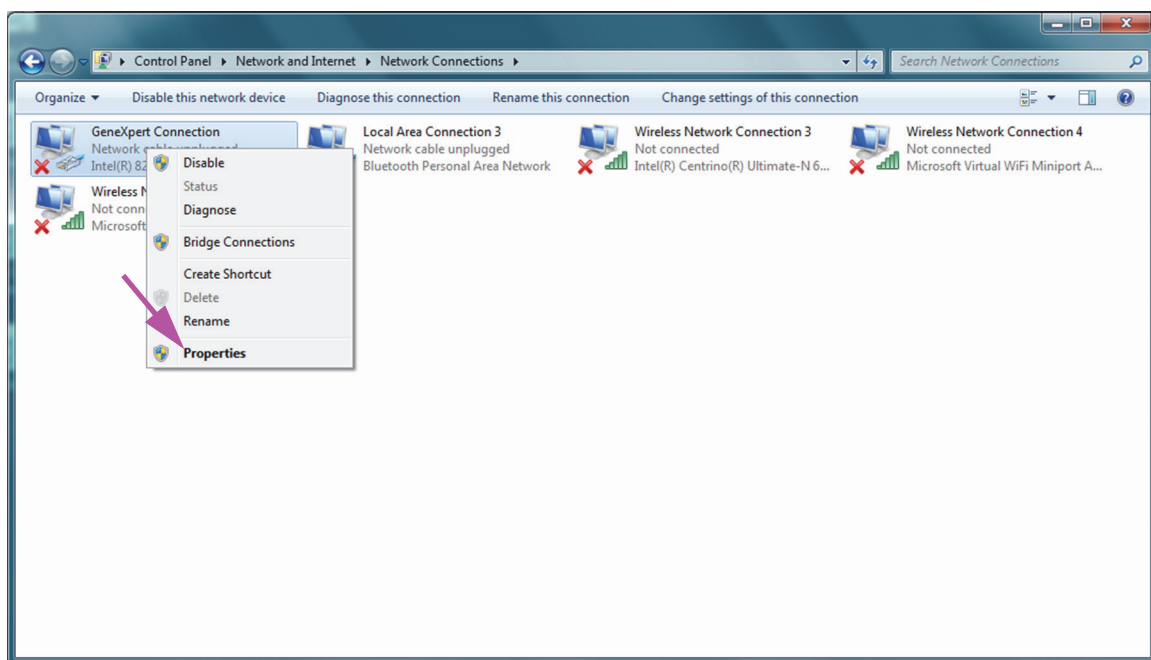 Control Panel Network and Internet Network Connections
Search Network Connections
Organize Disable this network device Diagnose this connection Rename this connection Change settings of this connection
GeneXpert Connection
Network cable unplugged
Intel(R) 82
Local Area Connection 3
Network cable unplugged
Bluetooth Personal Area Network
Wireless Network Connection 3
Not connected
Intel(R) Centrino(R) Ultimate-N 6...
Wireless Network Connection 4
Not connected
Microsoft Virtual WiFi Miniport A...
Wireless N
Not conn
Microsoft
Disable
Status
Diagnose
Bridge Connections
Create Shortcut
Delete
Rename
Properties